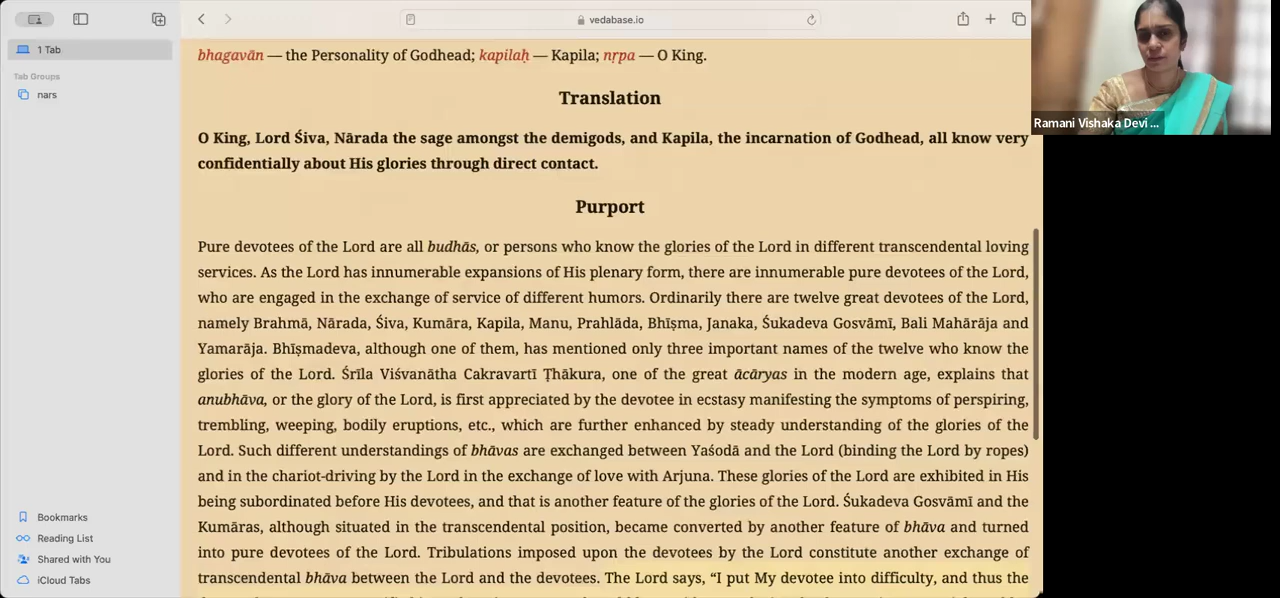 vedabase.io
1 Tab
Tab Groups
nars
bhagavān — the Personality of Godhead; kapilaḥ — Kapila; nṛpa — O King.
Translation
O King, Lord Śiva, Nārada the sage amongst the demigods, and Kapila, the incarnation of Godhead, all know very
confidentially about His glories through direct contact.
Purport
Pure devotees of the Lord are all budhās, or persons who know the glories of the Lord in different transcendental loving
services. As the Lord has innumerable expansions of His plenary form, there are innumerable pure devotees of the Lord,
who are engaged in the exchange of service of different humors. Ordinarily there are twelve great devotees of the Lord,
namely Brahmā, Nārada, Śiva, Kumāra, Kapila, Manu, Prahlāda, Bhīṣma, Janaka, Śukadeva Gosvāmī, Bali Mahārāja and
Yamarāja. Bhīṣmadeva, although one of them, has mentioned only three important names of the twelve who know the
glories of the Lord. Śrīla Viśvanātha Cakravartī Ṭhākura, one of the great ācāryas in the modern age, explains that
anubhāva, or the glory of the Lord, is first appreciated by the devotee in ecstasy manifesting the symptoms of perspiring,
trembling, weeping, bodily eruptions, etc., which are further enhanced by steady understanding of the glories of the
Lord. Such different understandings of bhāvas are exchanged between Yaśodā and the Lord (binding the Lord by ropes)
and in the chariot-driving by the Lord in the exchange of love with Arjuna. These glories of the Lord are exhibited in His
being subordinated before His devotees, and that is another feature of the glories of the Lord. Śukadeva Gosvāmī and the
Kumāras, although situated in the transcendental position, became converted by another feature of bhāva and turned
into pure devotees of the Lord. Tribulations imposed upon the devotees by the Lord constitute another exchange of
transcendental bhāva between the Lord and the devotees. The Lord says, “I put My devotee into difficulty, and thus the
Bookmarks
Reading List
Shared with You
iCloud Tabs
Ramani Vishaka Devi ...